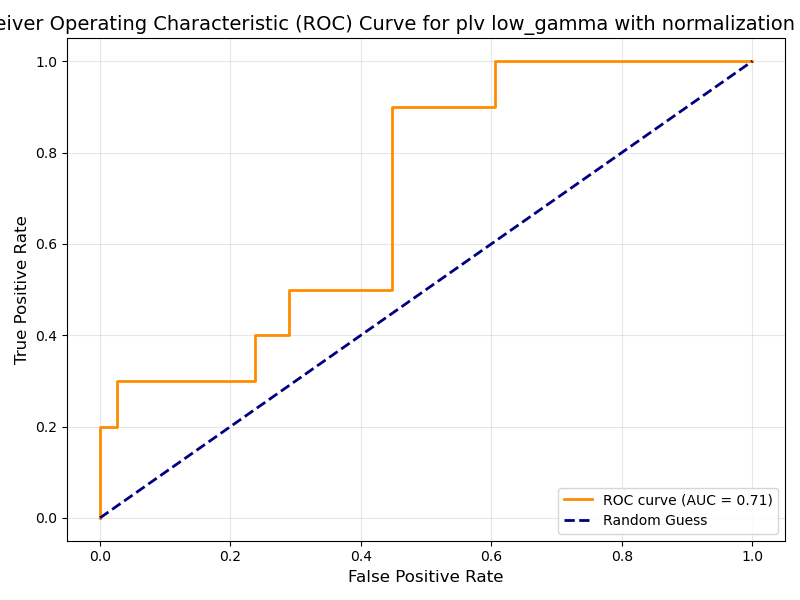 eiver Operating Characteristic (ROC) Curve for plv low_gamma with normalization
1.0
0.8
0.6
0.4
0.2
0.0
True Positive Rate
0.0 0.2 0.4 0.6 0.8 1.0
False Positive Rate
ROC curve (AUC = 0.71)
Random Guess